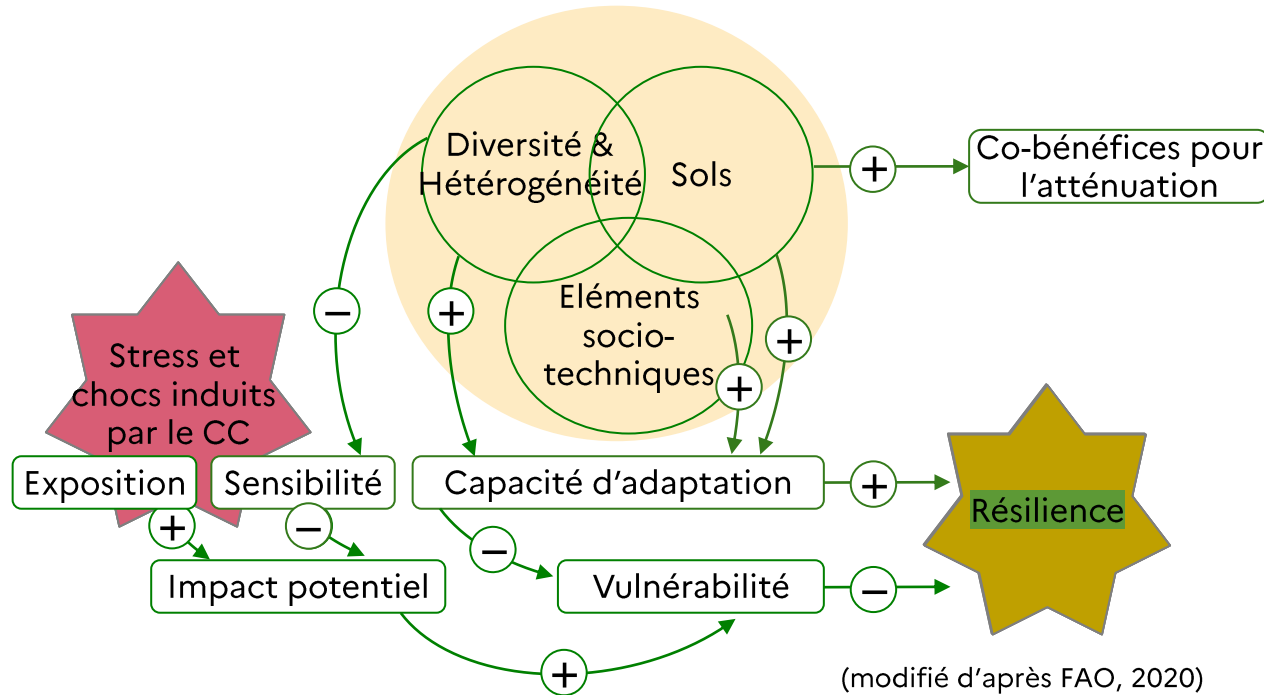 Diversité &
Hétérogénéité
Sols
+
Co-bénéfices pour
l'atténuation
Eléments
socio-
techniques
−
+
+
+
Stress et
chocs induits
par le CC
Exposition
Sensibilité
Capacité d'adaptation
+
Résilience
+
−
−
Impact potentiel
Vulnérabilité
−
+
(modifié d'après FAO, 2020)